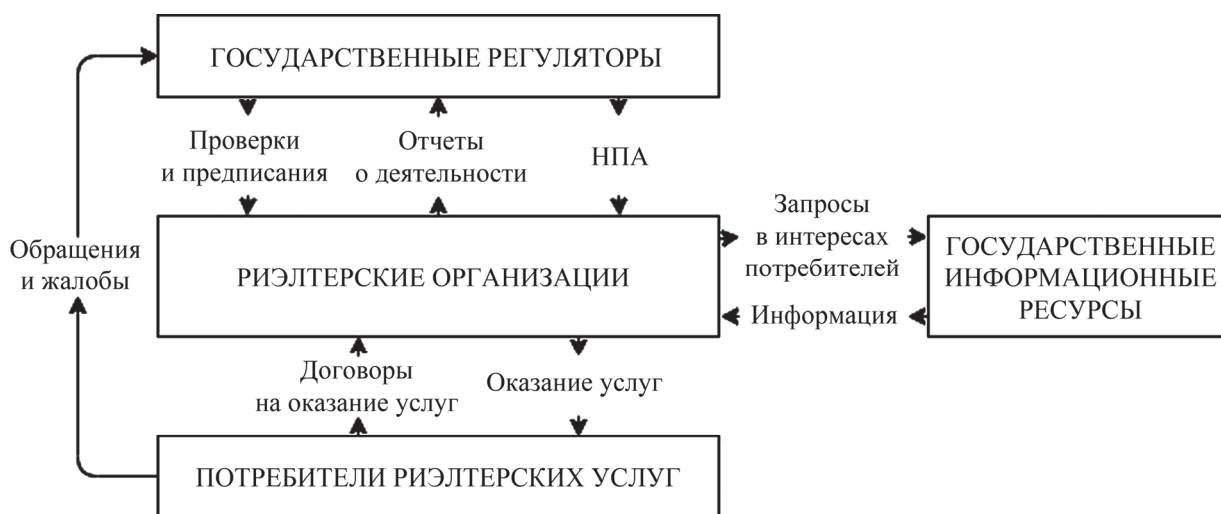 ГОСУДАРСТВЕННЫЕ РЕГУЛЯТОРЫ
Проверки
и предписания
Отчеты
о деятельности
НПА
Обращения
и жалобы
РИЭЛТЕРСКИЕ ОРГАНИЗАЦИИ
Запросы
в интересах
потребителей
Информация
ГОСУДАРСТВЕННЫЕ
ИНФОРМАЦИОННЫЕ
РЕСУРСЫ
Договоры
на оказание услуг
Оказание услуг
ПОТРЕБИТЕЛИ РИЭЛТЕРСКИХ УСЛУГ